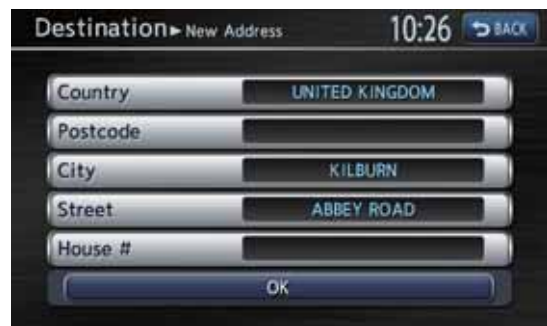 Destination▶New Address 10:26 BACK
Country UNITED KINGDOM
Postcode
City KILBURN
Street ABBEY ROAD
House #
OK